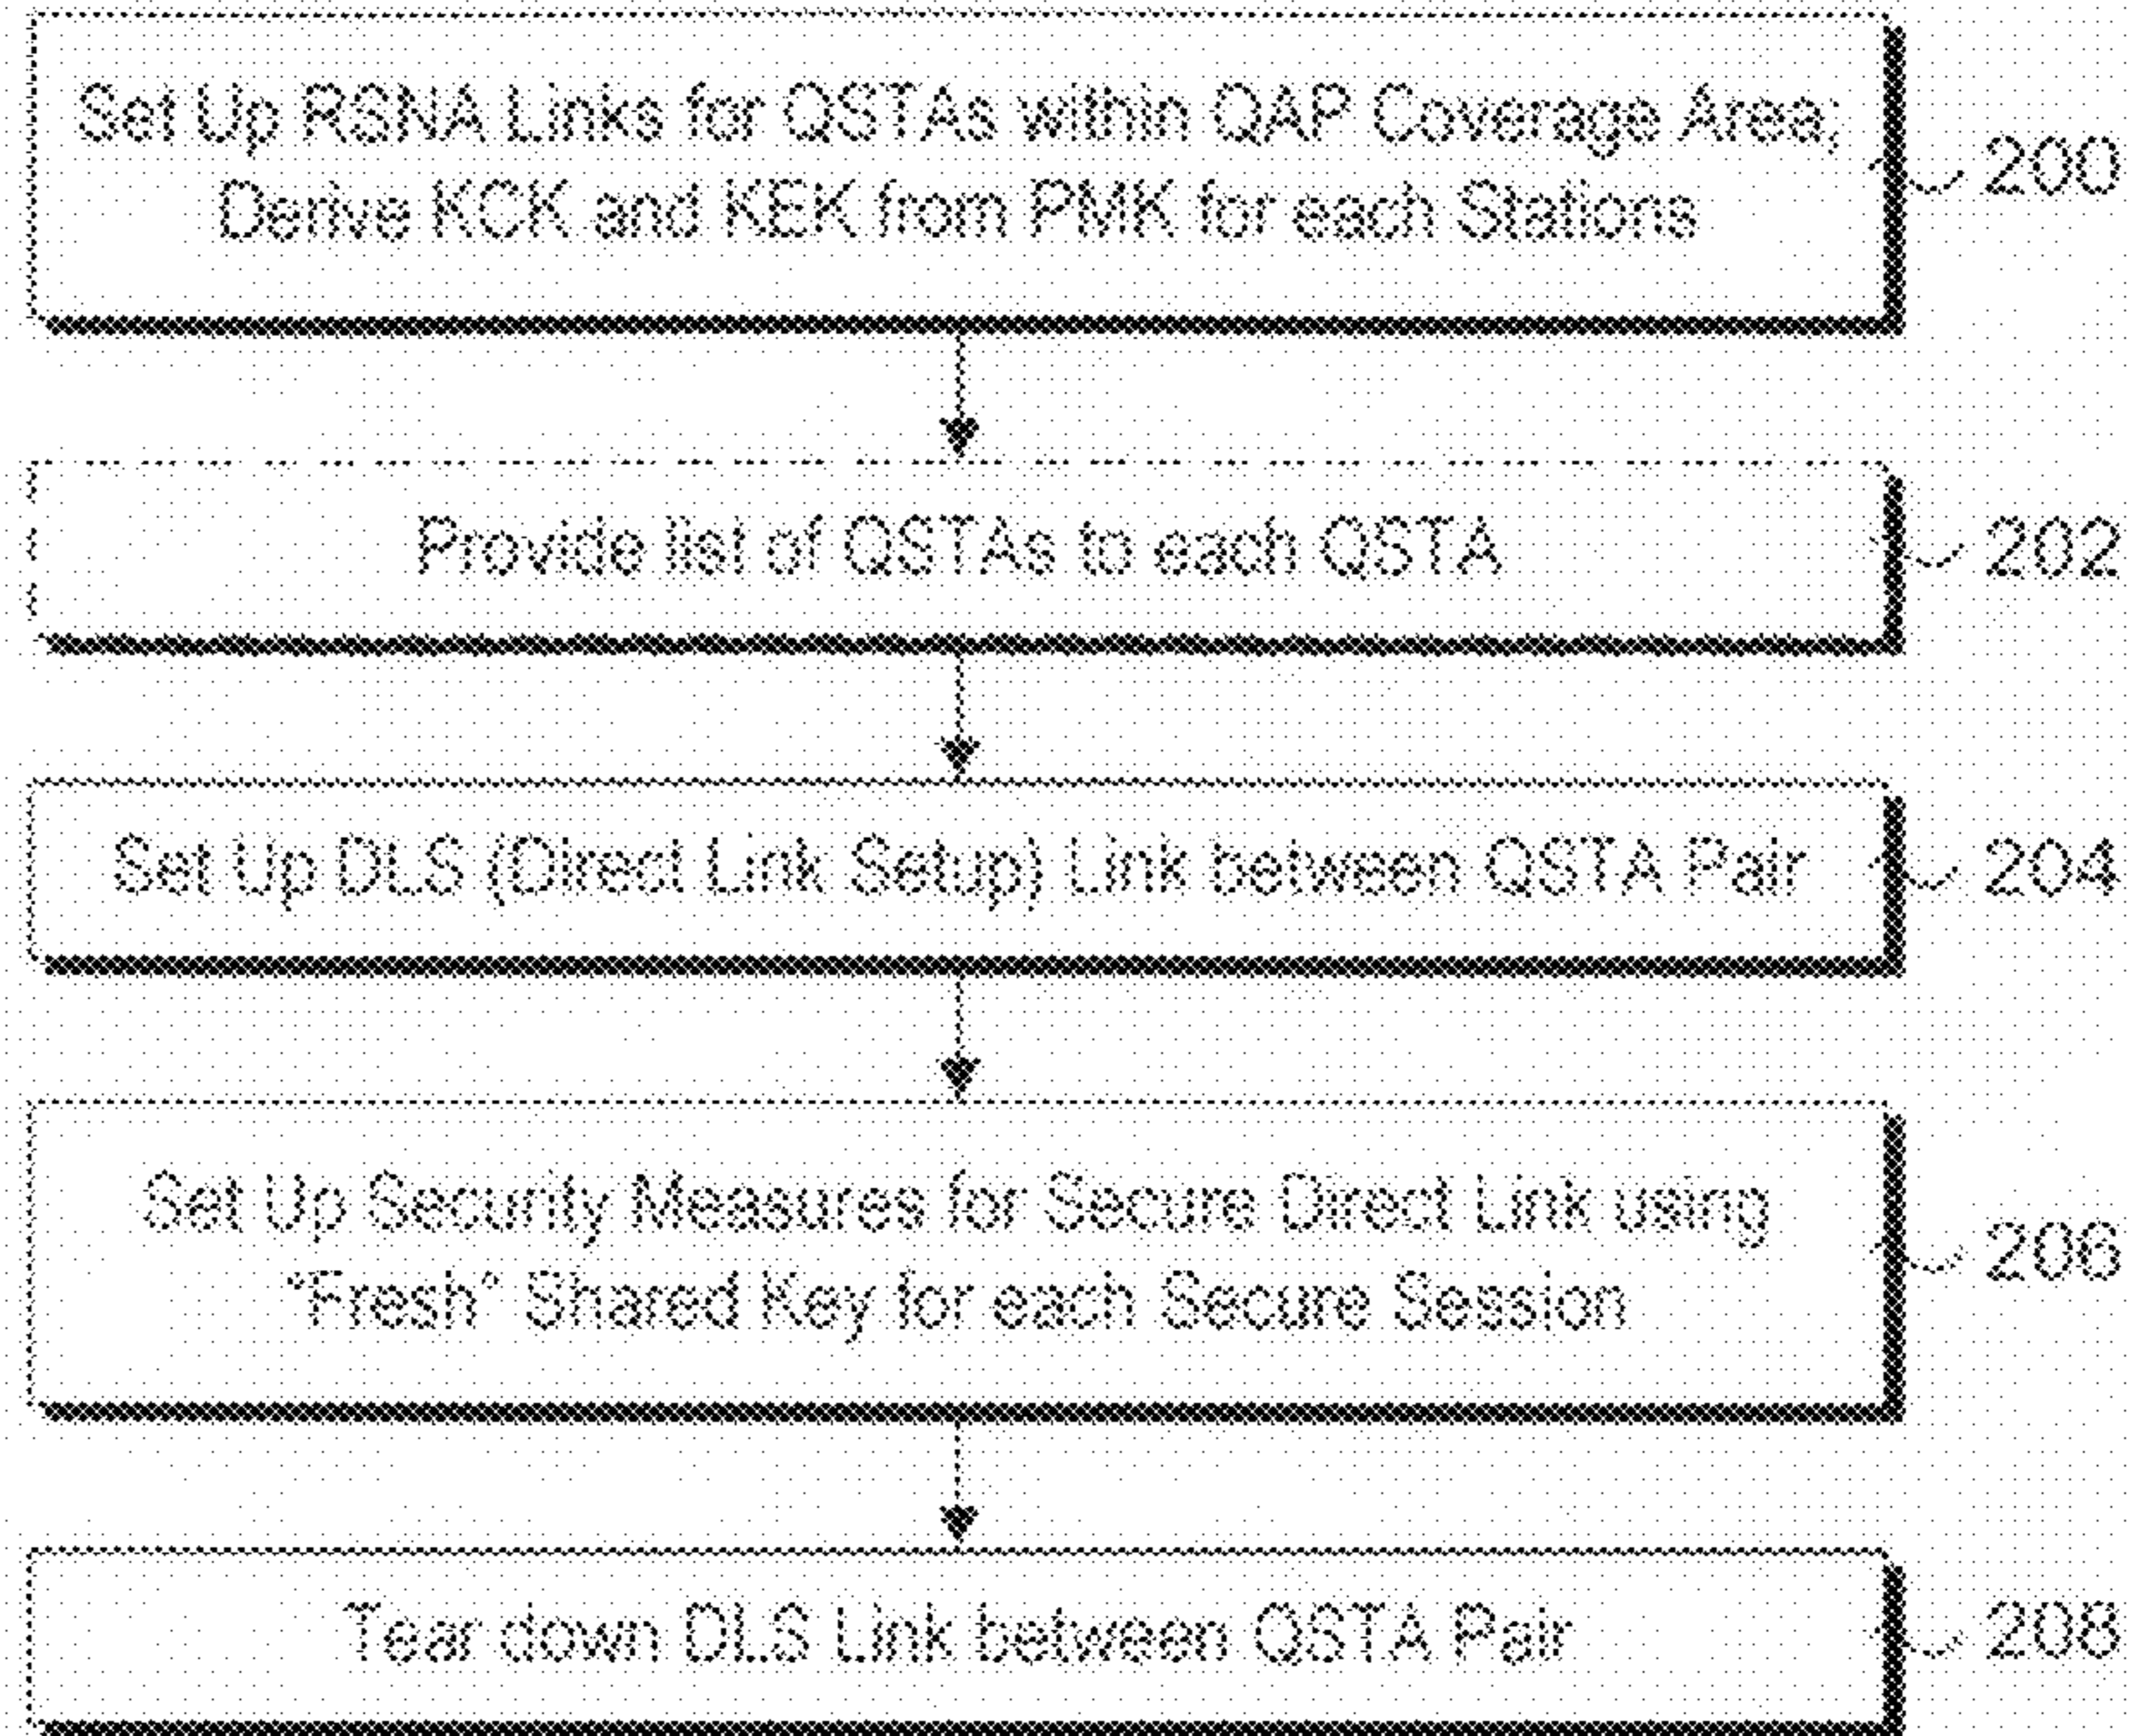 Set Up RSNA Links for QSTAs within QAP Coverage Area,
Derive KCK and KEK from PMK for each Stations
200
Provide list of QSTAs to each QSTA
202
Set Up DLS (Direct Link Setup) Link between QSTA Pair
204
Set Up Security Measures for Secure Direct Link using
"Fresh" Shared Key for each Secure Session
206
Tear down DLS Link between QSTA Pair
208